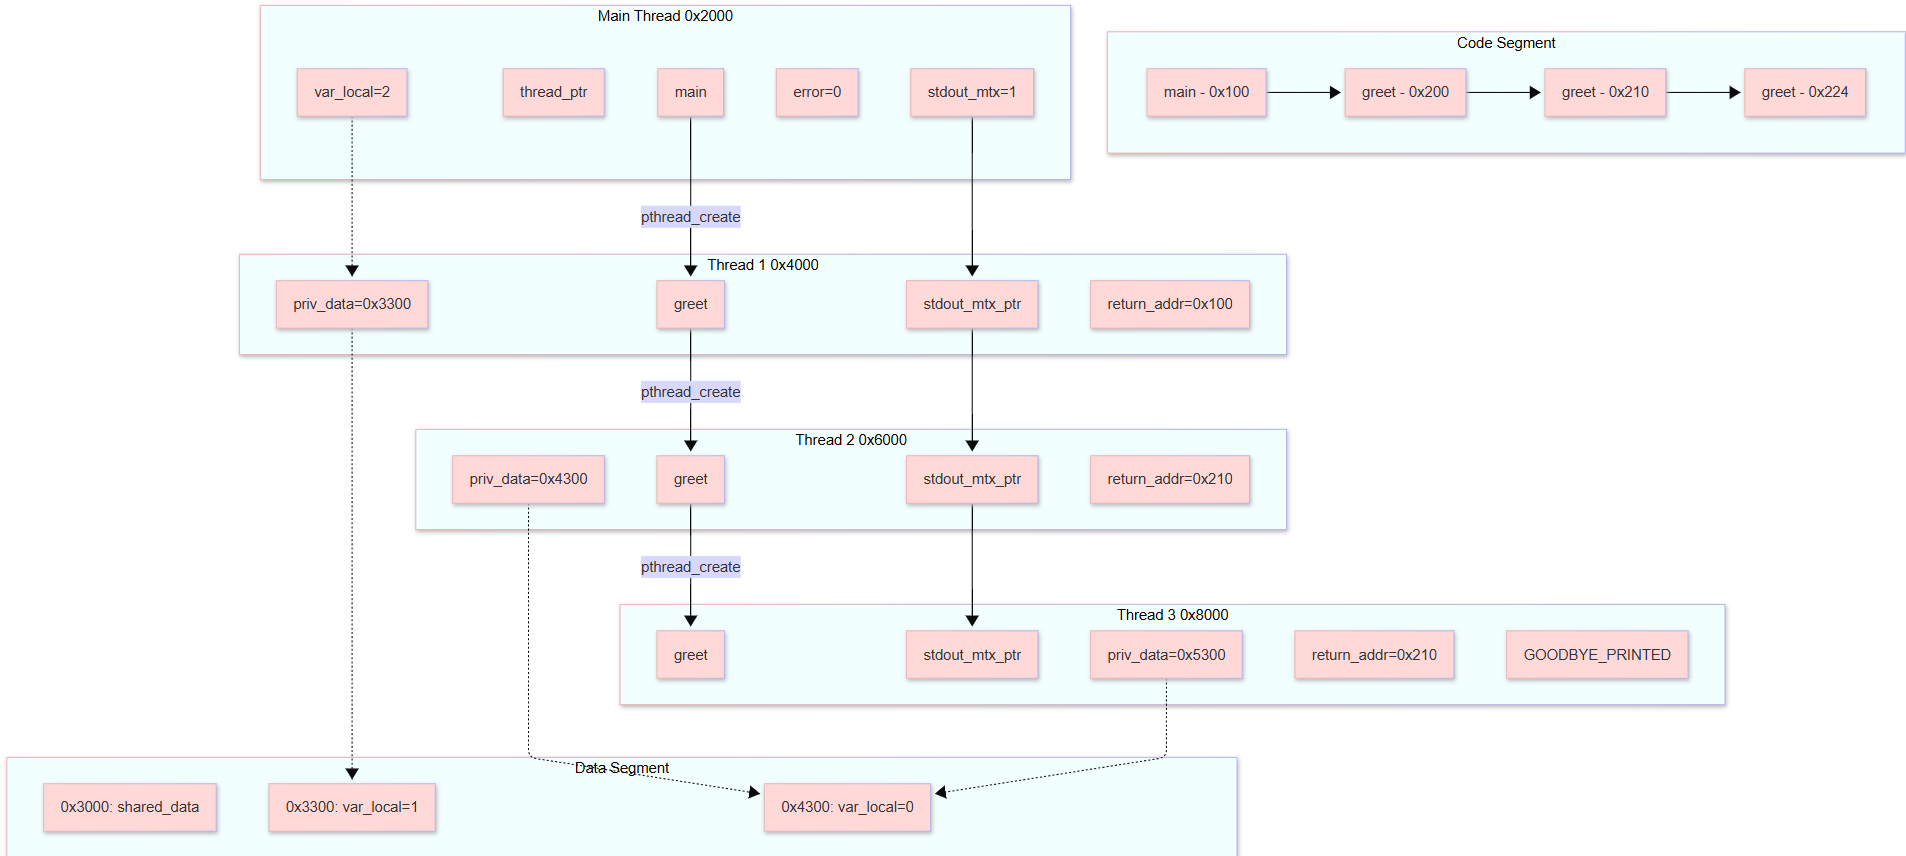 Main Thread 0x2000
var_local=2
thread_ptr
main
error=0
stdout_mtx=1
Code Segment
main - 0x100
greet - 0x200
greet - 0x210
greet - 0x224
pthread_create
Thread 1 0x4000
priv_data=0x3300
greet
stdout_mtx_ptr
return_addr=0x100
pthread_create
Thread 2 0x6000
priv_data=0x4300
greet
stdout_mtx_ptr
return_addr=0x210
pthread_create
Thread 3 0x8000
greet
stdout_mtx_ptr
priv_data=0x5300
return_addr=0x210
GOODBYE_PRINTED
Data Segment
0x3000: shared_data
0x3300: var_local=1
0x4300: var_local=0